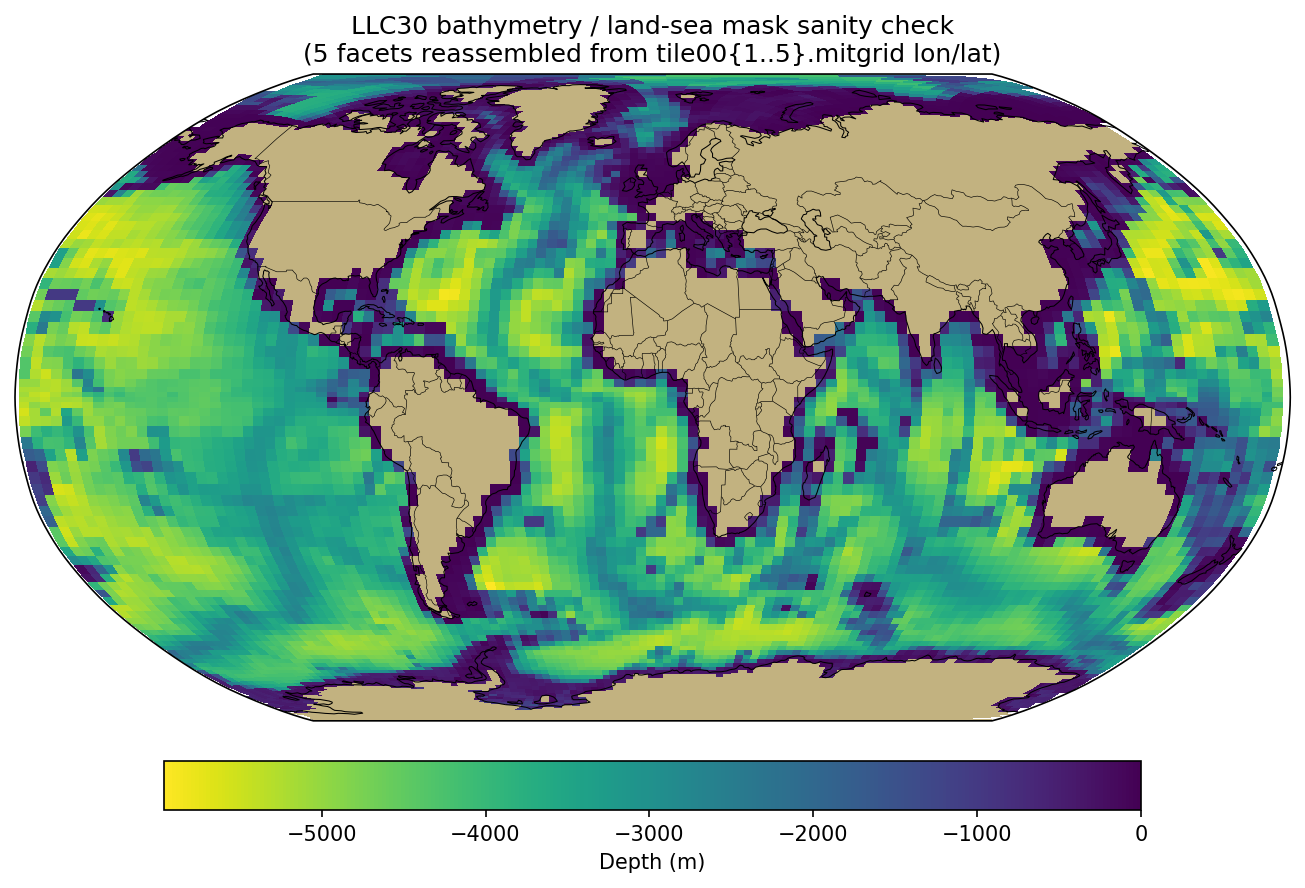 LLC30 bathymetry / land-sea mask sanity check
(5 facets reassembled from tile00{1..5}.mitgrid lon/lat)
−5000 −4000 −3000 −2000 −1000 0
Depth (m)